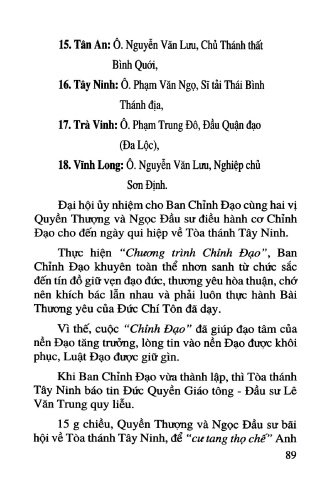 15. Tân An: Ô. Nguyễn Văn Lưu, Chủ Thánh thất
Bình Quới,
16. Tây Ninh: Ô. Phạm Văn Ngọ, Sĩ tải Thái Bình
Thánh địa,
17. Trà Vinh: Ô. Phạm Trung Đô, Đầu Quận đạo
(Đa Lộc),
18. Vĩnh Long: Ô. Nguyễn Văn Lưu, Nghiệp chủ
Sơn Định.
Đại hội ủy nhiệm cho Ban Chỉnh Đạo cùng hai vị
Quyền Thượng và Ngọc Đầu sư điều hành cơ Chỉnh
Đạo cho đến ngày qui hiệp về Tòa thánh Tây Ninh.
Thực hiện “Chương trình Chỉnh Đạo”, Ban
Chỉnh Đạo khuyên toàn thể nhơn sanh từ chức sắc
đến tín đồ giữ vẹn đạo đức, thương yêu hòa thuận, chớ
nên khích bác lẫn nhau và phải luôn thực hành Bài
Thương yêu của Đức Chí Tôn đã dạy.
Vì thế, cuộc “Chỉnh Đạo” đã giúp đạo tâm của
nền Đạo tăng trưởng, lòng tin vào nền Đạo được khôi
phục, Luật Đạo được giữ gìn.
Khi Ban Chỉnh Đạo vừa thành lập, thì Tòa thánh
Tây Ninh báo tin Đức Quyền Giáo tông - Đầu sư Lê
Văn Trung quy liễu.
15 g chiều, Quyền Thượng và Ngọc Đầu sư bãi
hội về Tòa thánh Tây Ninh, để “cư tang thọ chế” Anh
89